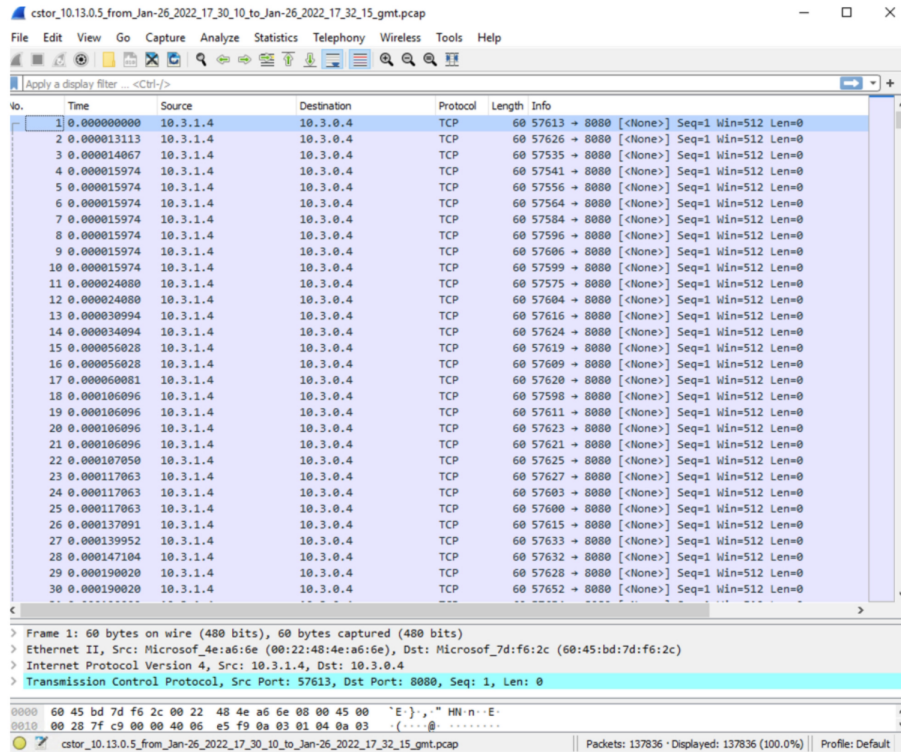 cstor_10.13.0.5_from_Jan-26_2022_17_30_10_to_Jan-26_2022_17_32_15_gmt.pcap
File Edit View Go Capture Analyze Statistics Telephony Wireless Tools Help
Apply a display filter ... <Ctrl-/>
No. Time Source Destination Protocol Length Info
1 0.000000000 10.3.1.4 10.3.0.4 TCP 60 57613 → 8080 [<None>] Seq=1 Win=512 Len=0
2 0.000013113 10.3.1.4 10.3.0.4 TCP 60 57626 → 8080 [<None>] Seq=1 Win=512 Len=0
3 0.000014067 10.3.1.4 10.3.0.4 TCP 60 57535 → 8080 [<None>] Seq=1 Win=512 Len=0
4 0.000015974 10.3.1.4 10.3.0.4 TCP 60 57541 → 8080 [<None>] Seq=1 Win=512 Len=0
5 0.000015974 10.3.1.4 10.3.0.4 TCP 60 57556 → 8080 [<None>] Seq=1 Win=512 Len=0
6 0.000015974 10.3.1.4 10.3.0.4 TCP 60 57564 → 8080 [<None>] Seq=1 Win=512 Len=0
7 0.000015974 10.3.1.4 10.3.0.4 TCP 60 57584 → 8080 [<None>] Seq=1 Win=512 Len=0
8 0.000015974 10.3.1.4 10.3.0.4 TCP 60 57596 → 8080 [<None>] Seq=1 Win=512 Len=0
9 0.000015974 10.3.1.4 10.3.0.4 TCP 60 57606 → 8080 [<None>] Seq=1 Win=512 Len=0
10 0.000015974 10.3.1.4 10.3.0.4 TCP 60 57599 → 8080 [<None>] Seq=1 Win=512 Len=0
11 0.000024080 10.3.1.4 10.3.0.4 TCP 60 57575 → 8080 [<None>] Seq=1 Win=512 Len=0
12 0.000024080 10.3.1.4 10.3.0.4 TCP 60 57604 → 8080 [<None>] Seq=1 Win=512 Len=0
13 0.000030994 10.3.1.4 10.3.0.4 TCP 60 57616 → 8080 [<None>] Seq=1 Win=512 Len=0
14 0.000034094 10.3.1.4 10.3.0.4 TCP 60 57624 → 8080 [<None>] Seq=1 Win=512 Len=0
15 0.000056028 10.3.1.4 10.3.0.4 TCP 60 57619 → 8080 [<None>] Seq=1 Win=512 Len=0
16 0.000056028 10.3.1.4 10.3.0.4 TCP 60 57609 → 8080 [<None>] Seq=1 Win=512 Len=0
17 0.000060081 10.3.1.4 10.3.0.4 TCP 60 57620 → 8080 [<None>] Seq=1 Win=512 Len=0
18 0.000106096 10.3.1.4 10.3.0.4 TCP 60 57598 → 8080 [<None>] Seq=1 Win=512 Len=0
19 0.000106096 10.3.1.4 10.3.0.4 TCP 60 57611 → 8080 [<None>] Seq=1 Win=512 Len=0
20 0.000106096 10.3.1.4 10.3.0.4 TCP 60 57623 → 8080 [<None>] Seq=1 Win=512 Len=0
21 0.000106096 10.3.1.4 10.3.0.4 TCP 60 57621 → 8080 [<None>] Seq=1 Win=512 Len=0
22 0.000107050 10.3.1.4 10.3.0.4 TCP 60 57625 → 8080 [<None>] Seq=1 Win=512 Len=0
23 0.000117063 10.3.1.4 10.3.0.4 TCP 60 57627 → 8080 [<None>] Seq=1 Win=512 Len=0
24 0.000117063 10.3.1.4 10.3.0.4 TCP 60 57603 → 8080 [<None>] Seq=1 Win=512 Len=0
25 0.000117063 10.3.1.4 10.3.0.4 TCP 60 57600 → 8080 [<None>] Seq=1 Win=512 Len=0
26 0.000137091 10.3.1.4 10.3.0.4 TCP 60 57615 → 8080 [<None>] Seq=1 Win=512 Len=0
27 0.000139952 10.3.1.4 10.3.0.4 TCP 60 57633 → 8080 [<None>] Seq=1 Win=512 Len=0
28 0.000147104 10.3.1.4 10.3.0.4 TCP 60 57632 → 8080 [<None>] Seq=1 Win=512 Len=0
29 0.000190020 10.3.1.4 10.3.0.4 TCP 60 57628 → 8080 [<None>] Seq=1 Win=512 Len=0
30 0.000190020 10.3.1.4 10.3.0.4 TCP 60 57652 → 8080 [<None>] Seq=1 Win=512 Len=0
Frame 1: 60 bytes on wire (480 bits), 60 bytes captured (480 bits)
Ethernet II, Src: Microsof_4e:a6:6e (00:22:48:4e:a6:6e), Dst: Microsof_7d:f6:2c (60:45:bd:7d:f6:2c)
Internet Protocol Version 4, Src: 10.3.1.4, Dst: 10.3.0.4
Transmission Control Protocol, Src Port: 57613, Dst Port: 8080, Seq: 1, Len: 0
0000 60 45 bd 7d f6 2c 00 22 48 4e a6 6e 08 00 45 00 `E·}·,·" HN·n··E·
0010 00 28 7f c9 00 00 40 06 e5 f9 0a 03 01 04 0a 03 ·(····@· ········
cstor_10.13.0.5_from_Jan-26_2022_17_30_10_to_Jan-26_2022_17_32_15_gmt.pcap Packets: 137836 · Displayed: 137836 (100.0%) Profile: Default